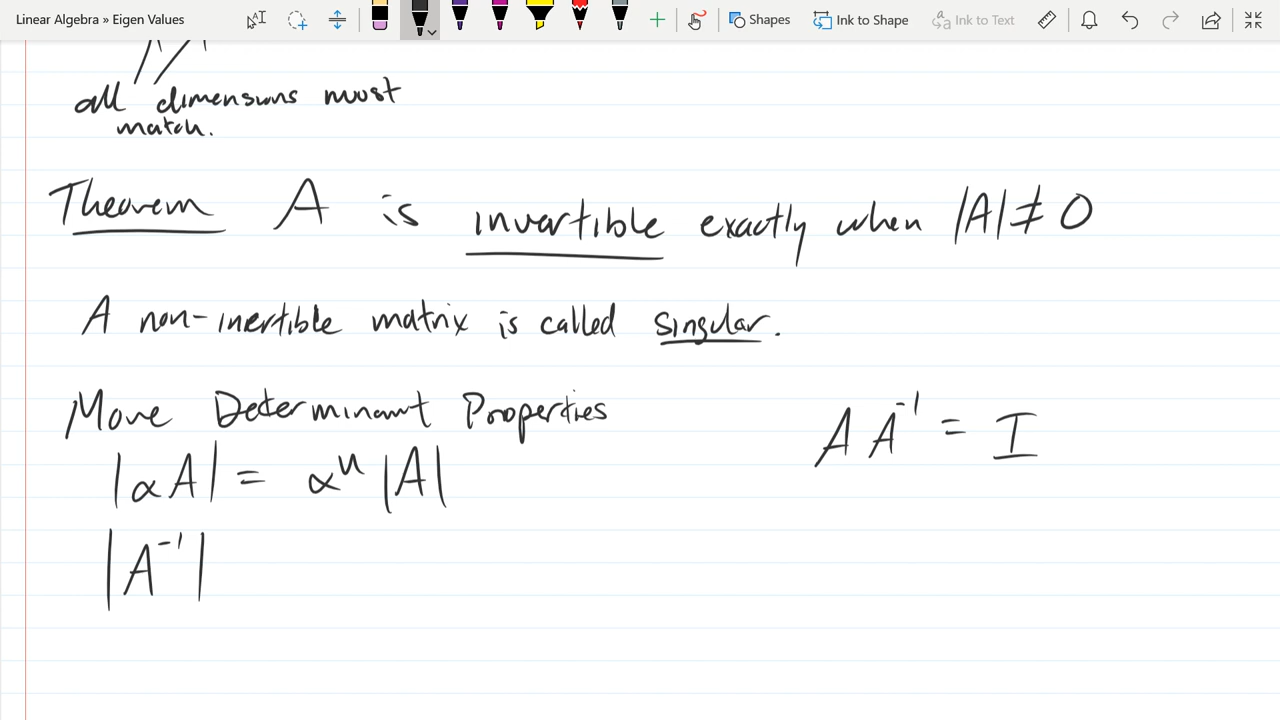 Linear Algebra » Eigen Values
Shapes
Ink to Shape
Ink to Text
all dimensions must
match.
Theorem A is invertible exactly when |A| ≠ 0
A non-inertible matrix is called singular.
More Determinant Properties
A A⁻¹ = I
|αA| = αⁿ |A|
|A⁻¹|